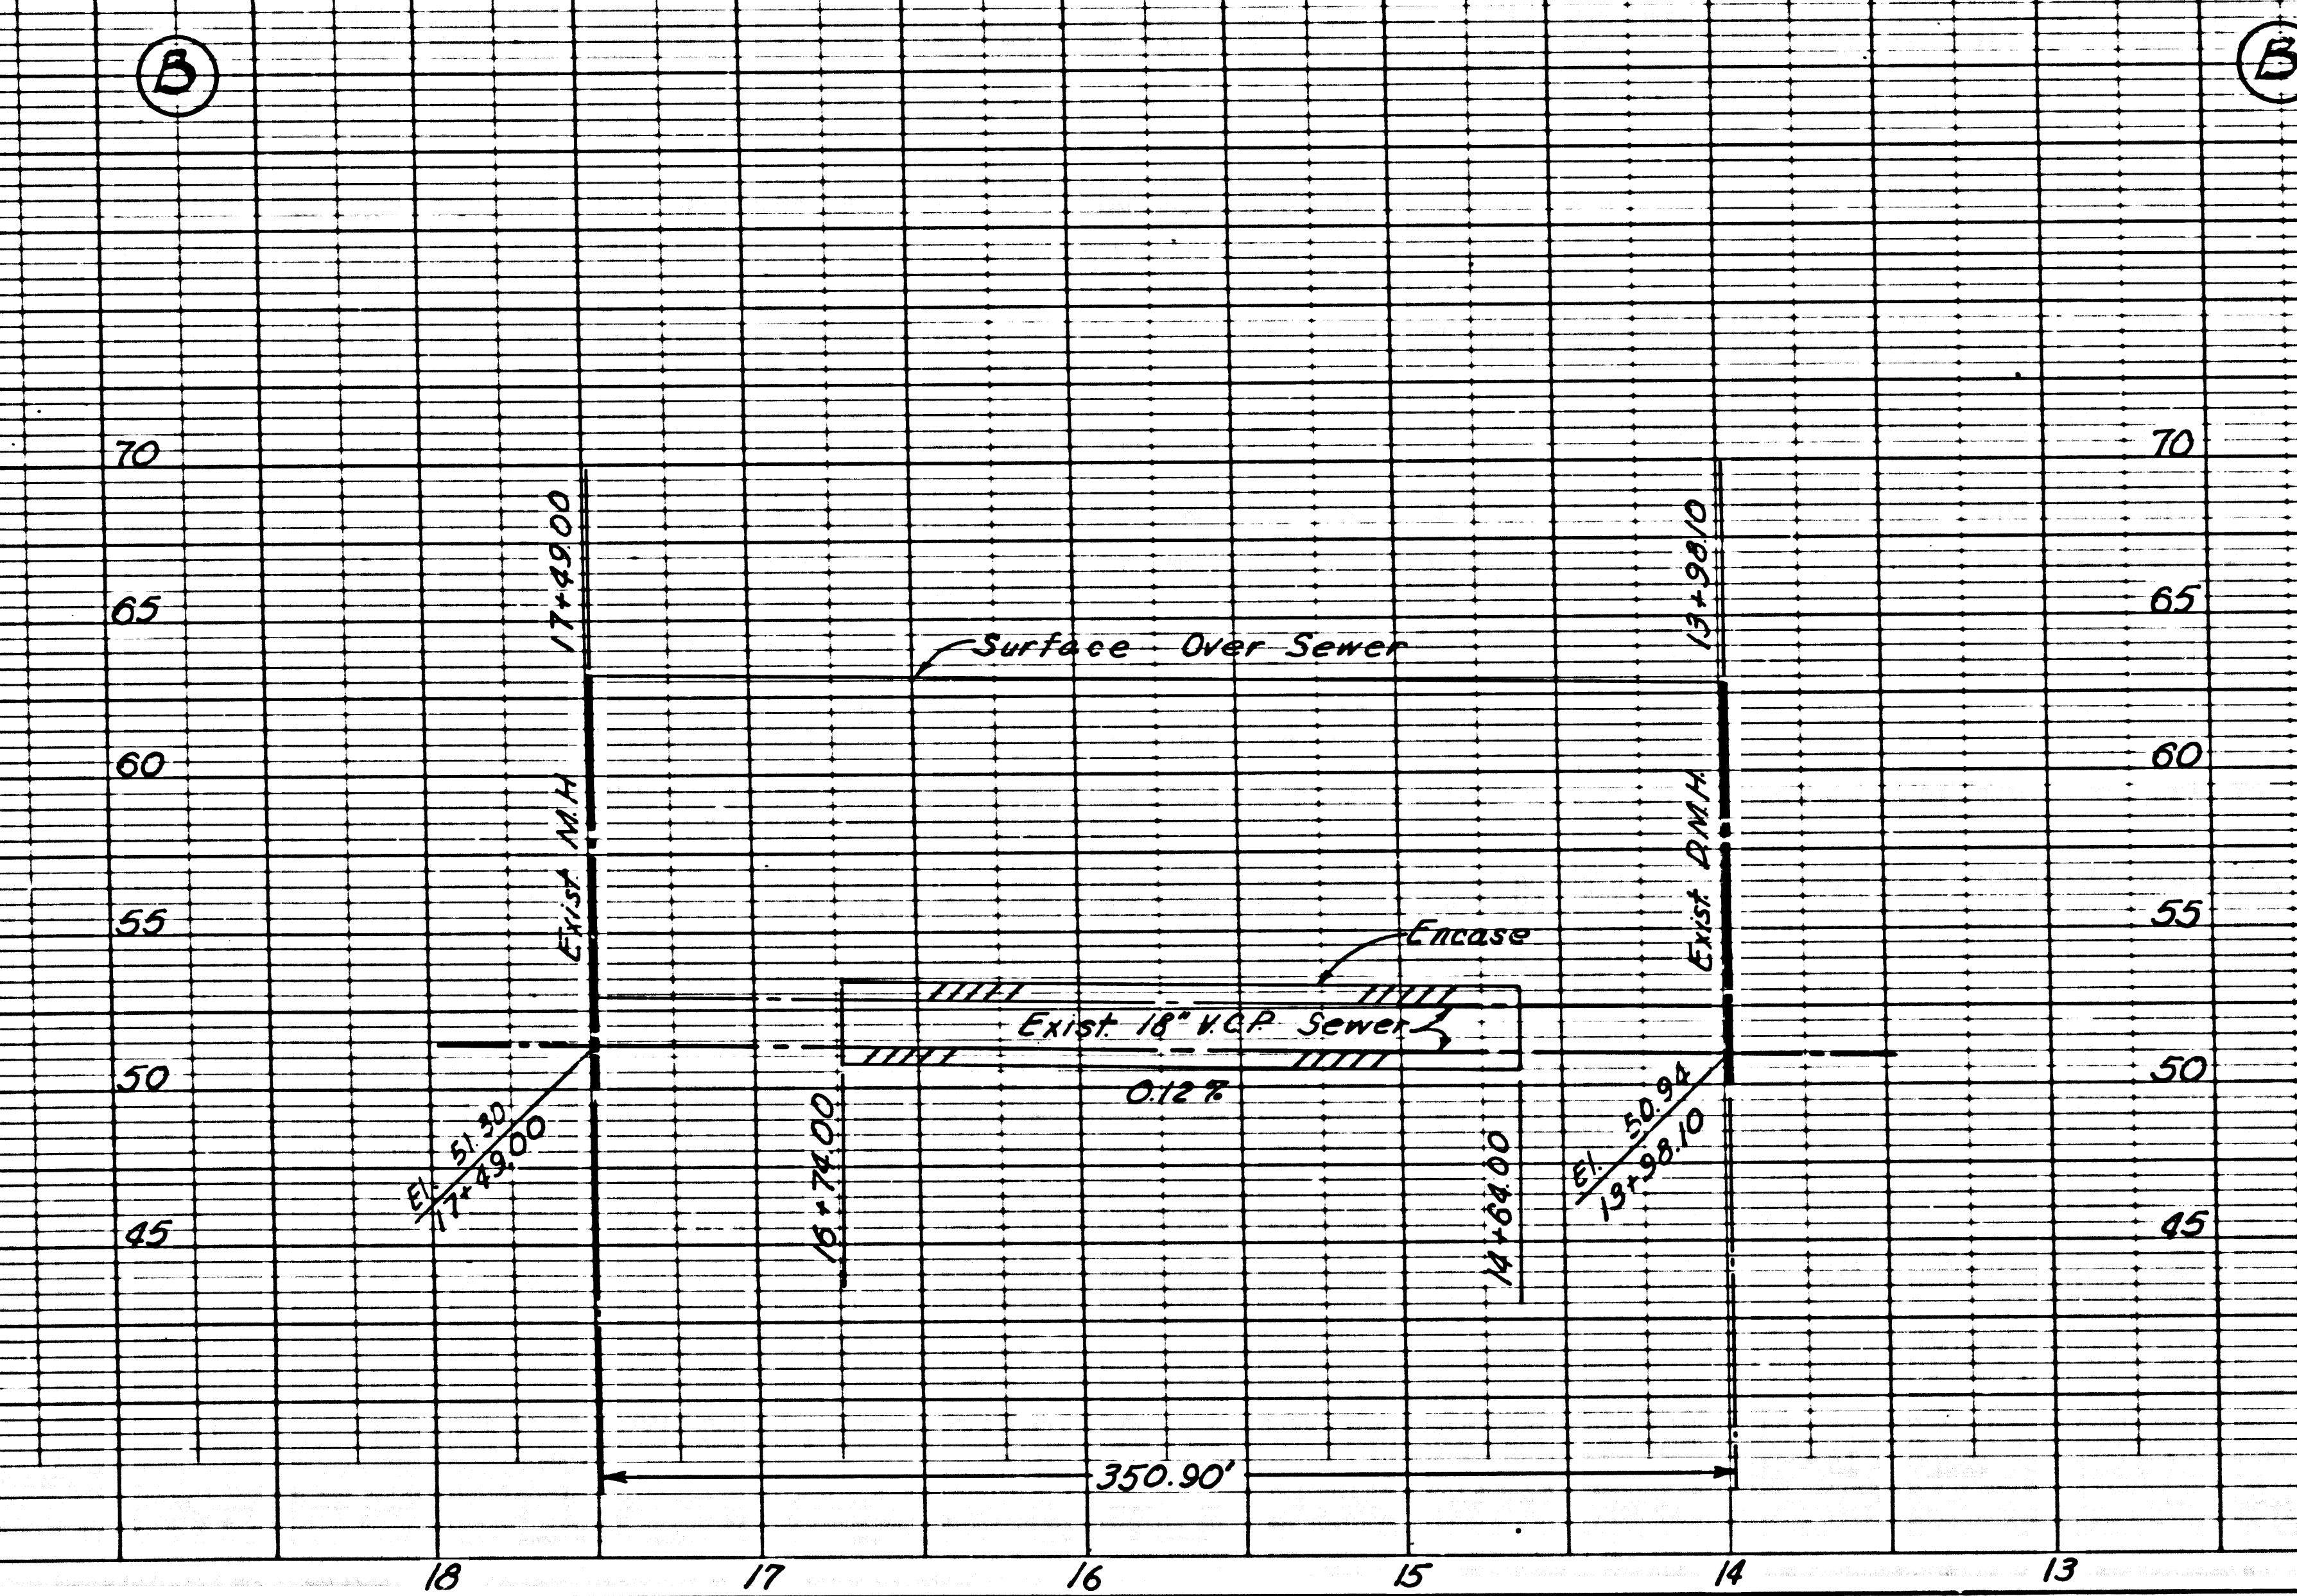 B
B
70
70
17+49.00
13+98.10
65
65
Surface Over Sewer
60
60
Exist. M.H.
Exist. D.M.H.
55
55
Encase
Exist. 18" V.C.P. Sewer
50
50
0.12 %
El. 51.30
17+49.00
16+74.00
14+64.00
El. 50.94
13+98.10
45
45
350.90'
18
17
16
15
14
13